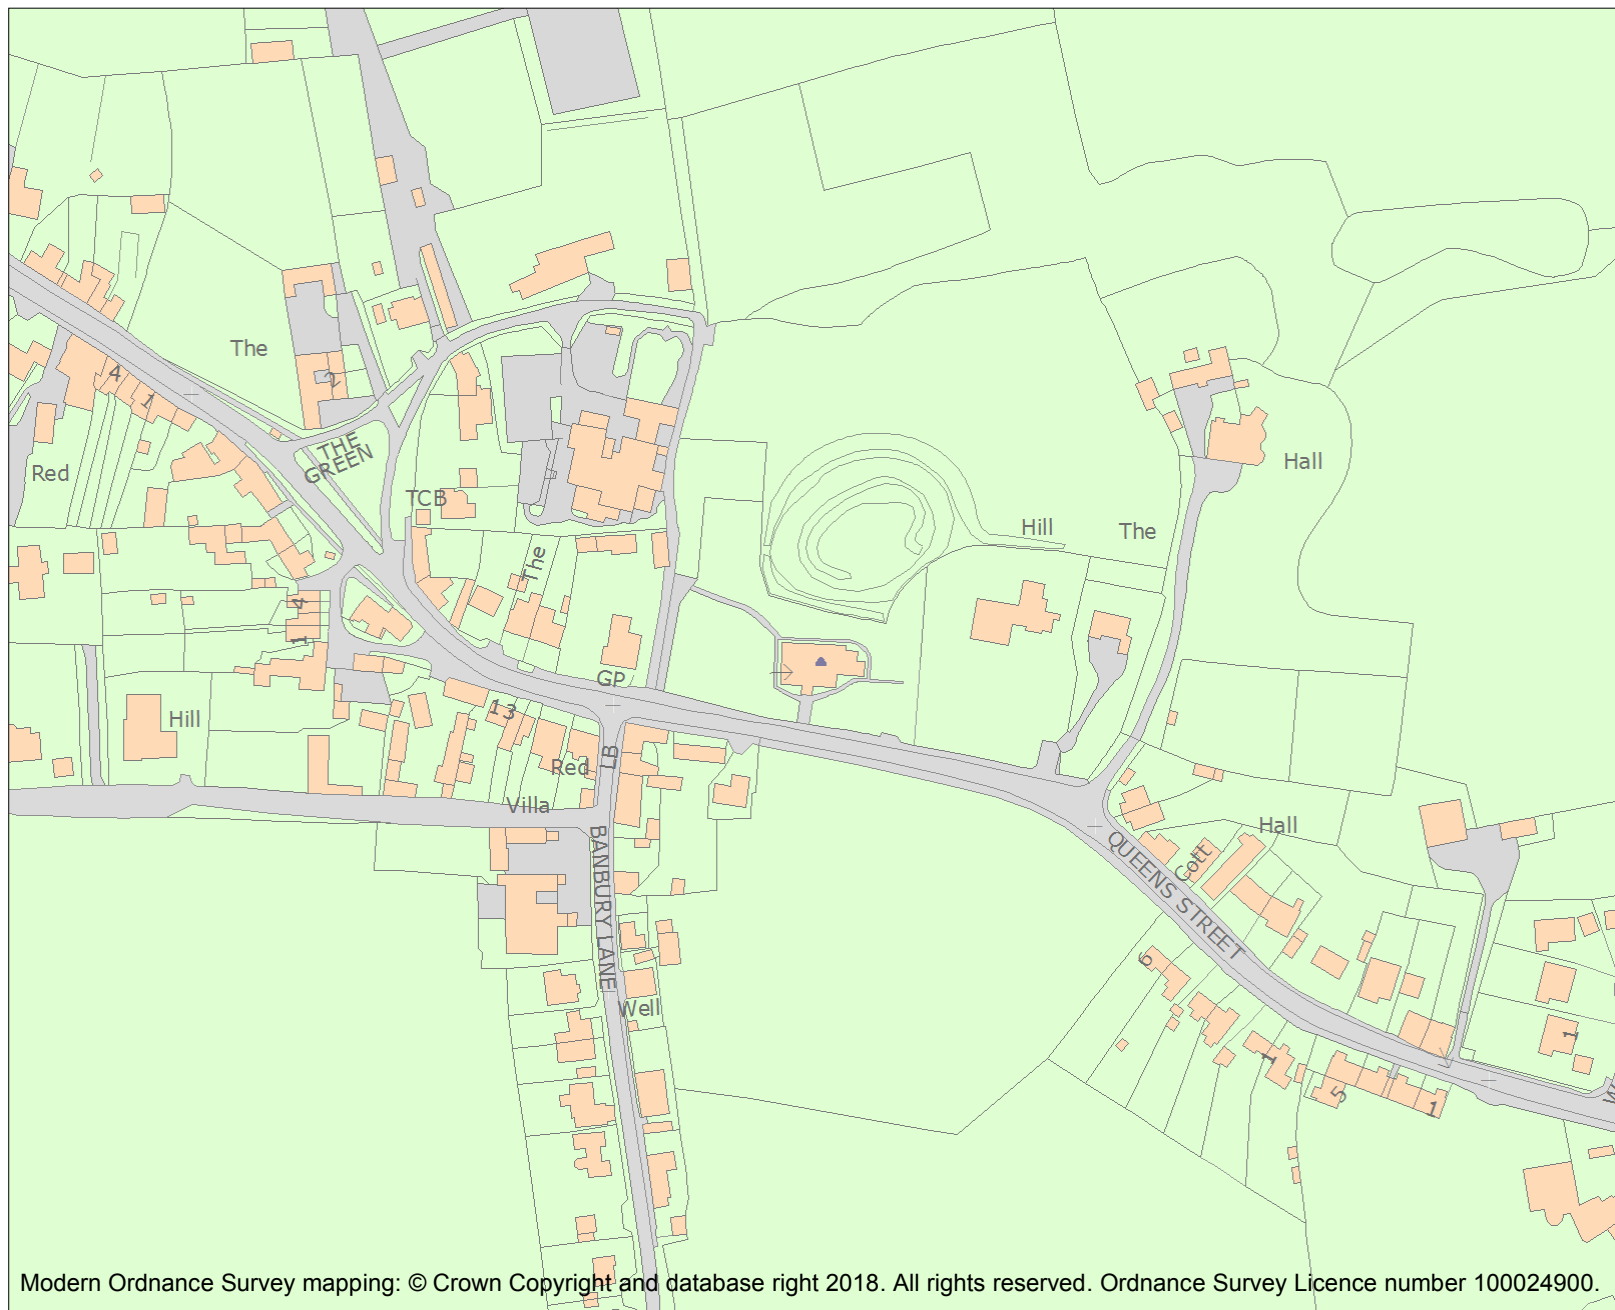 The
4
1
2
THE
GREEN
Red
TCB
The
Hall
Hill
The
4
1
GP
Hill
13
LB
Red
Villa
BANBURY LANE
Well
QUEENS STREET
Cott
Hall
6
1
5
1
1
Modern Ordnance Survey mapping: © Crown Copyright and database right 2018. All rights reserved. Ordnance Survey Licence number 100024900.